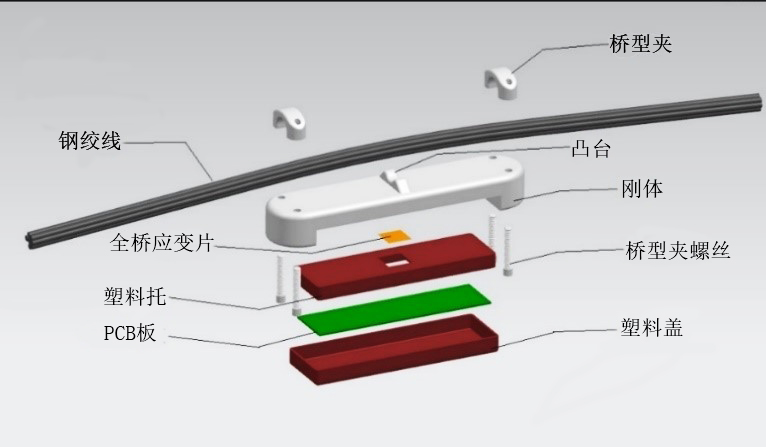 桥型夹
钢绞线
凸台
刚体
全桥应变片
桥型夹螺丝
塑料托
PCB板
塑料盖